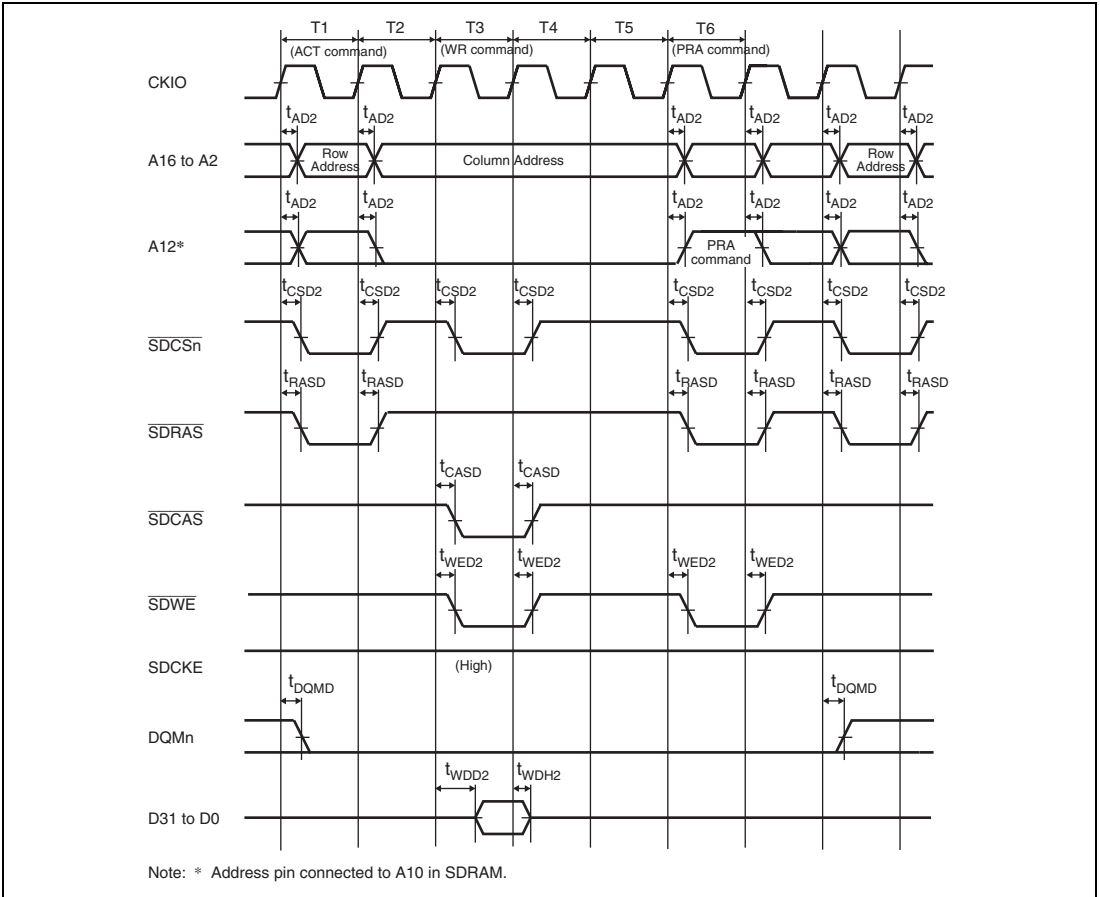 T1 T2 T3 T4 T5 T6
(ACT command) (WR command) (PRA command)
CKIO
tAD2 tAD2 tAD2 tAD2 tAD2 tAD2
A16 to A2
Row Address Column Address Row Address
tAD2 tAD2 tAD2 tAD2 tAD2 tAD2
A12*
PRA command
tCSD2 tCSD2 tCSD2 tCSD2 tCSD2 tCSD2 tCSD2 tCSD2
SDCSn
tRASD tRASD tRASD tRASD tRASD tRASD
SDRAS
tCASD tCASD
SDCAS
tWED2 tWED2 tWED2 tWED2
SDWE
SDCKE (High)
tDQMD tDQMD
DQMn
tWDD2 tWDH2
D31 to D0
Note: * Address pin connected to A10 in SDRAM.